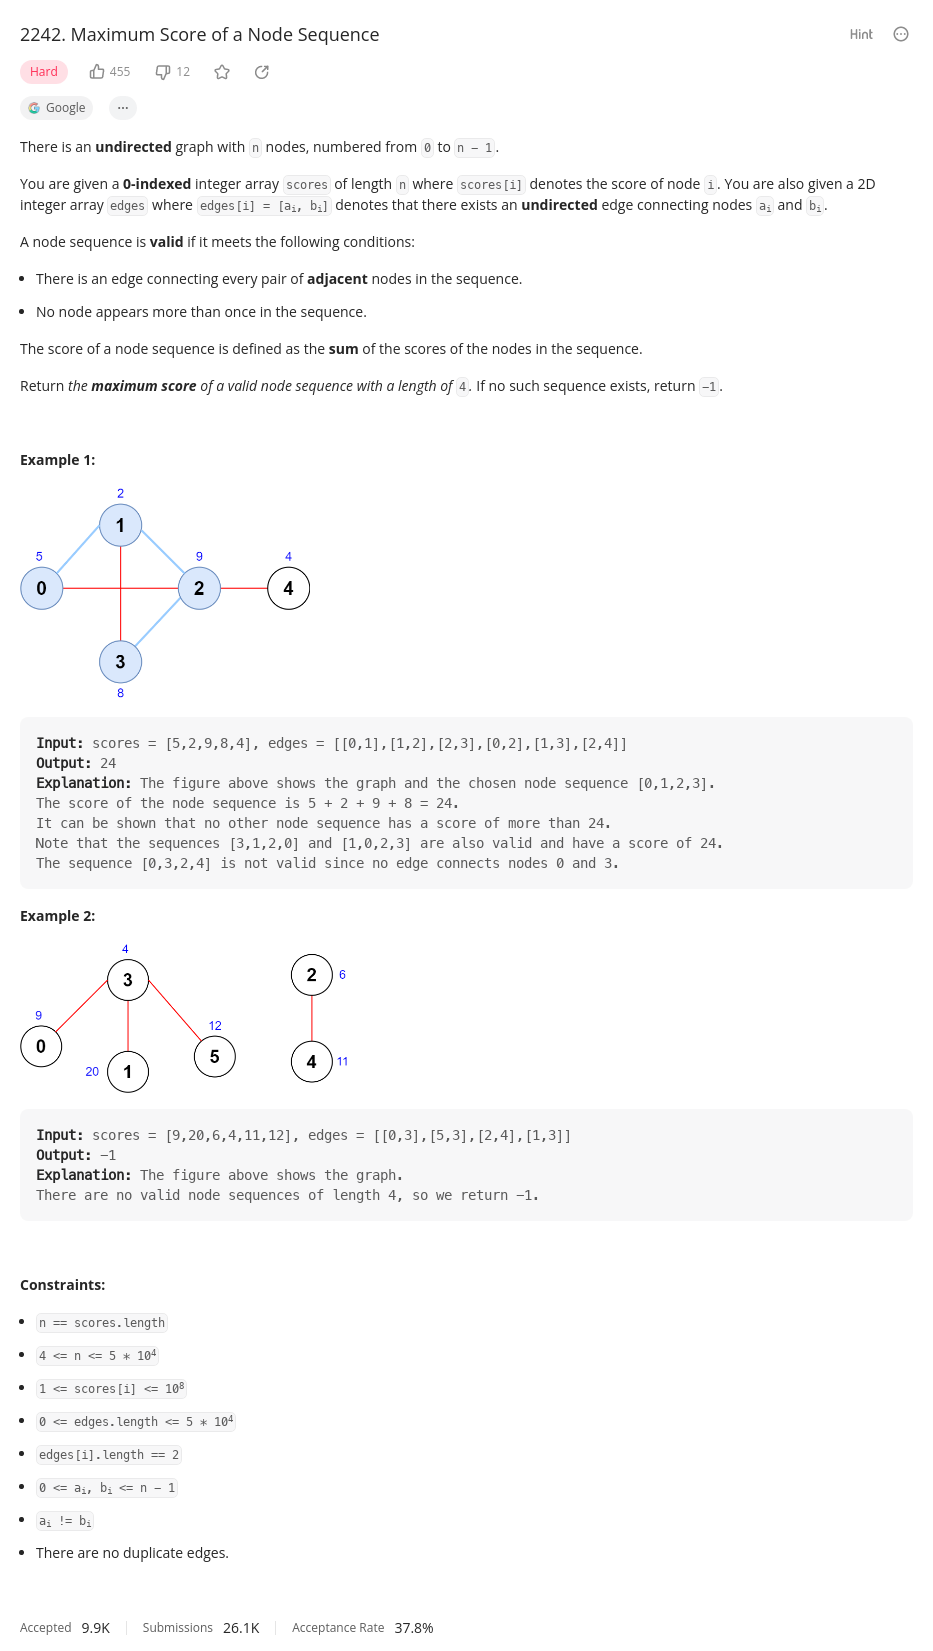 2242. Maximum Score of a Node Sequence
Hint
Hard 455 12
Google ...
There is an undirected graph with n nodes, numbered from 0 to n - 1.
You are given a 0-indexed integer array scores of length n where scores[i] denotes the score of node i. You are also given a 2D
integer array edges where edges[i] = [ai, bi] denotes that there exists an undirected edge connecting nodes ai and bi.
A node sequence is valid if it meets the following conditions:
• There is an edge connecting every pair of adjacent nodes in the sequence.
• No node appears more than once in the sequence.
The score of a node sequence is defined as the sum of the scores of the nodes in the sequence.
Return the maximum score of a valid node sequence with a length of 4. If no such sequence exists, return -1.
Example 1:
2
1
5 9 4
0 2 4
3
8
Input: scores = [5,2,9,8,4], edges = [[0,1],[1,2],[2,3],[0,2],[1,3],[2,4]]
Output: 24
Explanation: The figure above shows the graph and the chosen node sequence [0,1,2,3].
The score of the node sequence is 5 + 2 + 9 + 8 = 24.
It can be shown that no other node sequence has a score of more than 24.
Note that the sequences [3,1,2,0] and [1,0,2,3] are also valid and have a score of 24.
The sequence [0,3,2,4] is not valid since no edge connects nodes 0 and 3.
Example 2:
4
3 2 6
9 12
0 5 4 11
20 1
Input: scores = [9,20,6,4,11,12], edges = [[0,3],[5,3],[2,4],[1,3]]
Output: -1
Explanation: The figure above shows the graph.
There are no valid node sequences of length 4, so we return -1.
Constraints:
• n == scores.length
• 4 <= n <= 5 * 10⁴
• 1 <= scores[i] <= 10⁸
• 0 <= edges.length <= 5 * 10⁴
• edges[i].length == 2
• 0 <= ai, bi <= n - 1
• ai != bi
• There are no duplicate edges.
Accepted 9.9K Submissions 26.1K Acceptance Rate 37.8%